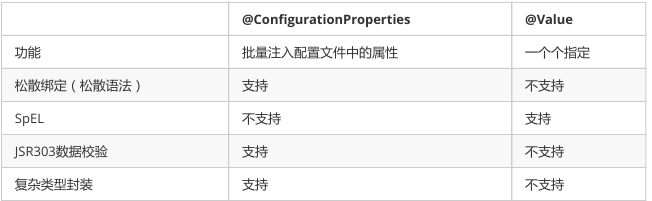 @ConfigurationProperties @Value
功能 批量注入配置文件中的属性 一个个指定
松散绑定（松散语法） 支持 不支持
SpEL 不支持 支持
JSR303数据校验 支持 不支持
复杂类型封装 支持 不支持